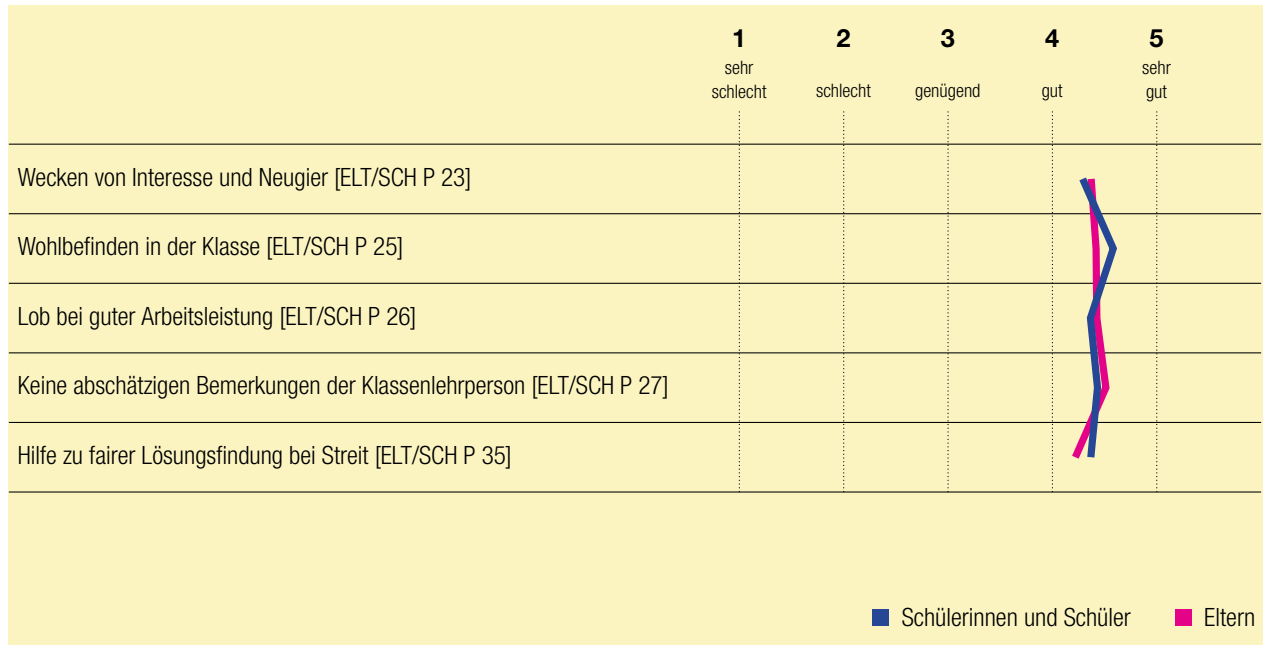 1 2 3 4 5
sehr schlecht schlecht genügend gut sehr gut
Wecken von Interesse und Neugier [ELT/SCH P 23]
Wohlbefinden in der Klasse [ELT/SCH P 25]
Lob bei guter Arbeitsleistung [ELT/SCH P 26]
Keine abschätzigen Bemerkungen der Klassenlehrperson [ELT/SCH P 27]
Hilfe zu fairer Lösungsfindung bei Streit [ELT/SCH P 35]
Schülerinnen und Schüler Eltern